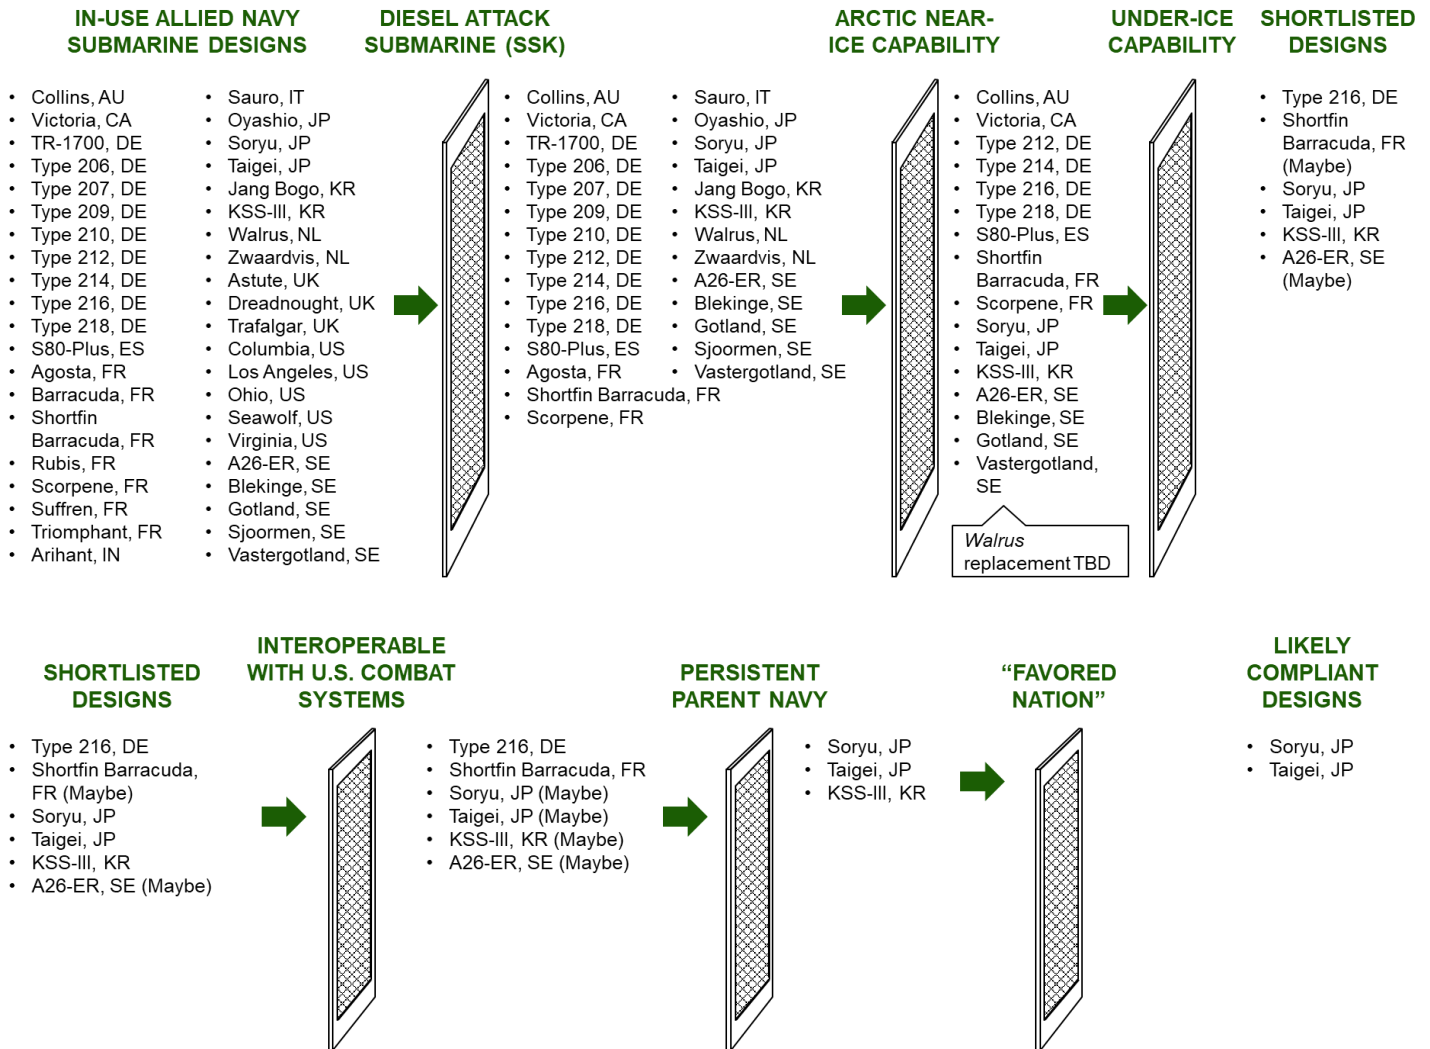 IN-USE ALLIED NAVY
SUBMARINE DESIGNS
• Collins, AU
• Victoria, CA
• TR-1700, DE
• Type 206, DE
• Type 207, DE
• Type 209, DE
• Type 210, DE
• Type 212, DE
• Type 214, DE
• Type 216, DE
• Type 218, DE
• S80-Plus, ES
• Agosta, FR
• Barracuda, FR
• Shortfin
Barracuda, FR
• Rubis, FR
• Scorpene, FR
• Suffren, FR
• Triomphant, FR
• Arihant, IN
• Sauro, IT
• Oyashio, JP
• Soryu, JP
• Taigei, JP
• Jang Bogo, KR
• KSS-III, KR
• Walrus, NL
• Zwaardvis, NL
• Astute, UK
• Dreadnought, UK
• Trafalgar, UK
• Columbia, US
• Los Angeles, US
• Ohio, US
• Seawolf, US
• Virginia, US
• A26-ER, SE
• Blekinge, SE
• Gotland, SE
• Sjoormen, SE
• Vastergotland, SE
DIESEL ATTACK
SUBMARINE (SSK)
• Collins, AU
• Victoria, CA
• TR-1700, DE
• Type 206, DE
• Type 207, DE
• Type 209, DE
• Type 210, DE
• Type 212, DE
• Type 214, DE
• Type 216, DE
• Type 218, DE
• S80-Plus, ES
• Agosta, FR
• Shortfin Barracuda, FR
• Scorpene, FR
• Sauro, IT
• Oyashio, JP
• Soryu, JP
• Taigei, JP
• Jang Bogo, KR
• KSS-III, KR
• Walrus, NL
• Zwaardvis, NL
• A26-ER, SE
• Blekinge, SE
• Gotland, SE
• Sjoormen, SE
• Vastergotland, SE
ARCTIC NEAR-
ICE CAPABILITY
• Collins, AU
• Victoria, CA
• Type 212, DE
• Type 214, DE
• Type 216, DE
• Type 218, DE
• S80-Plus, ES
• Shortfin
Barracuda, FR
• Scorpene, FR
• Soryu, JP
• Taigei, JP
• KSS-III, KR
• A26-ER, SE
• Blekinge, SE
• Gotland, SE
• Vastergotland,
SE
Walrus
replacement TBD
UNDER-ICE
CAPABILITY
SHORTLISTED
DESIGNS
• Type 216, DE
• Shortfin
Barracuda, FR
(Maybe)
• Soryu, JP
• Taigei, JP
• KSS-III, KR
• A26-ER, SE
(Maybe)
SHORTLISTED
DESIGNS
• Type 216, DE
• Shortfin Barracuda,
FR (Maybe)
• Soryu, JP
• Taigei, JP
• KSS-III, KR
• A26-ER, SE (Maybe)
INTEROPERABLE
WITH U.S. COMBAT
SYSTEMS
• Type 216, DE
• Shortfin Barracuda, FR
• Soryu, JP (Maybe)
• Taigei, JP (Maybe)
• KSS-III, KR (Maybe)
• A26-ER, SE (Maybe)
PERSISTENT
PARENT NAVY
• Soryu, JP
• Taigei, JP
• KSS-III, KR
“FAVORED
NATION”
LIKELY
COMPLIANT
DESIGNS
• Soryu, JP
• Taigei, JP